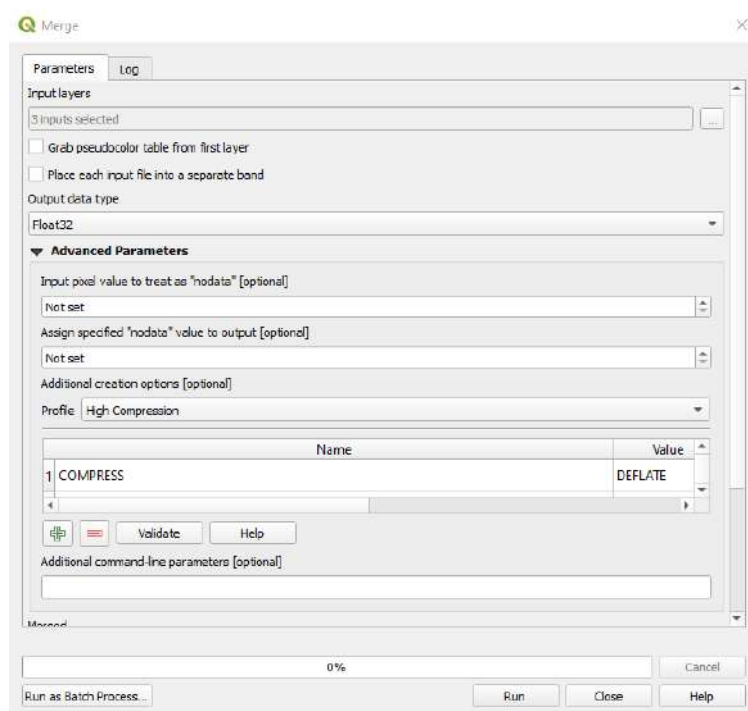 Merge
Parameters Log
Input layers
3 inputs selected ...
Grab pseudocolor table from first layer
Place each input file into a separate band
Output data type
Float32
Advanced Parameters
Input pixel value to treat as "nodata" [optional]
Not set
Assign specified "nodata" value to output [optional]
Not set
Additional creation options [optional]
Profile High Compression
Name Value
1 COMPRESS DEFLATE
Validate Help
Additional command-line parameters [optional]
Merged
0% Cancel
Run as Batch Process... Run Close Help